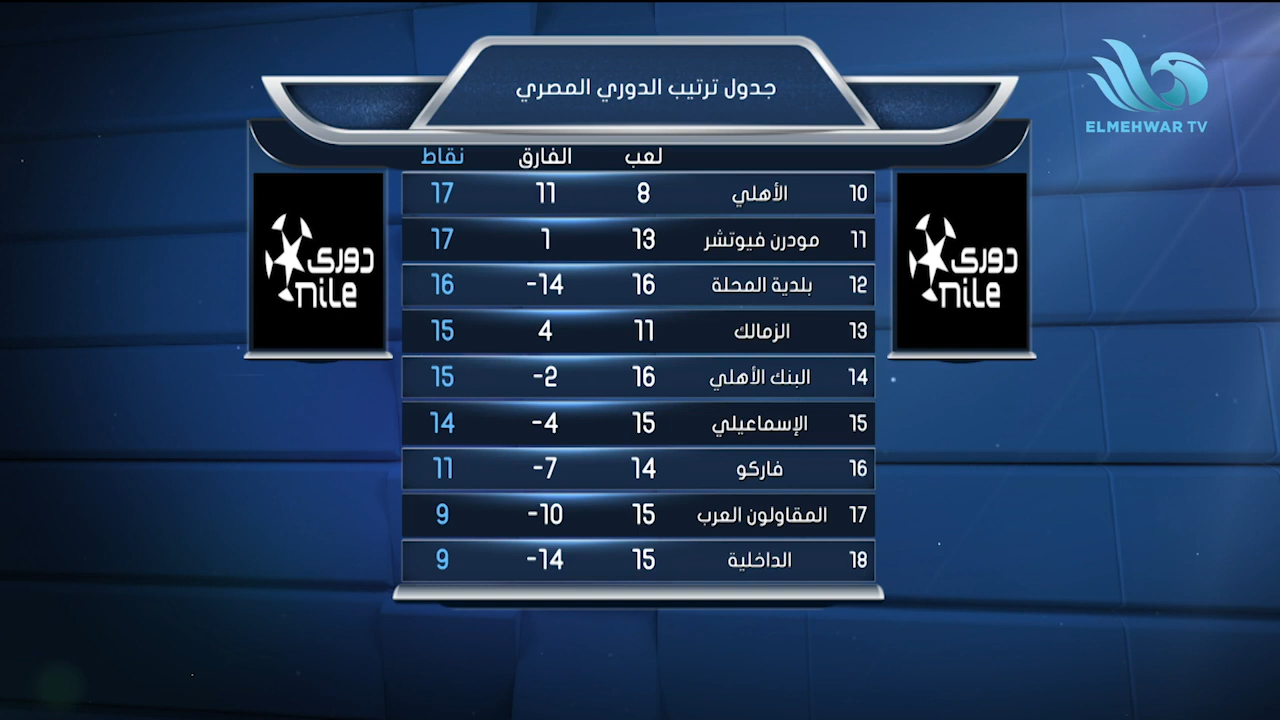 جدول ترتيب الدوري المصري
ELMEHWAR TV
لعب الفارق نقاط
10 الأهلي 8 11 17
11 مودرن فيوتشر 13 1 17
12 بلدية المحلة 16 -14 16
13 الزمالك 11 4 15
14 البنك الأهلي 16 -2 15
15 الإسماعيلي 15 -4 14
16 فاركو 14 -7 11
17 المقاولون العرب 15 -10 9
18 الداخلية 15 -14 9
دورى
nile
دورى
nile